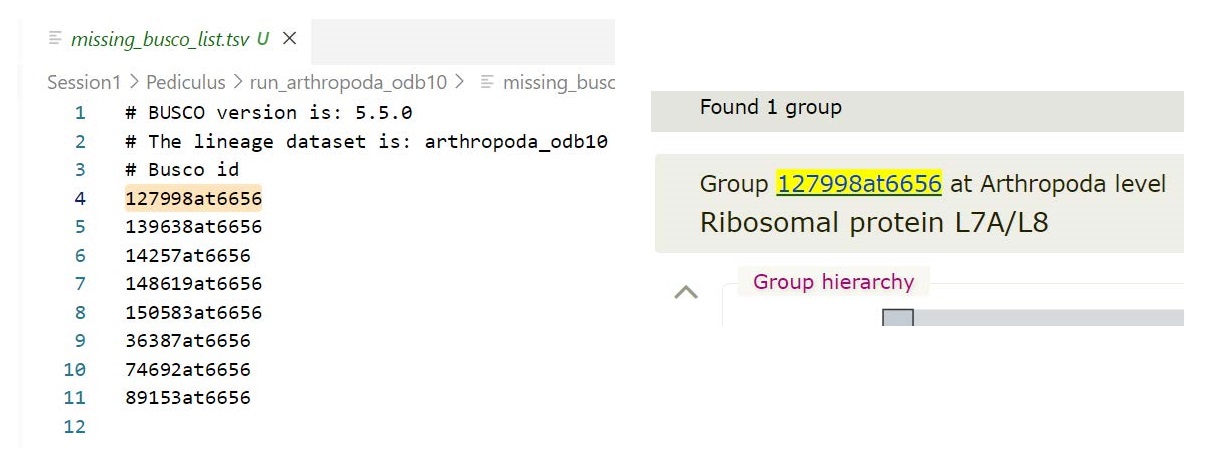 missing_busco_list.tsv U ×
Session1 > Pediculus > run_arthropoda_odb10 > missing_busc
1 # BUSCO version is: 5.5.0
2 # The lineage dataset is: arthropoda_odb10
3 # Busco id
4 127998at6656
5 139638at6656
6 14257at6656
7 148619at6656
8 150583at6656
9 36387at6656
10 74692at6656
11 89153at6656
12
Found 1 group
Group 127998at6656 at Arthropoda level
Ribosomal protein L7A/L8
Group hierarchy